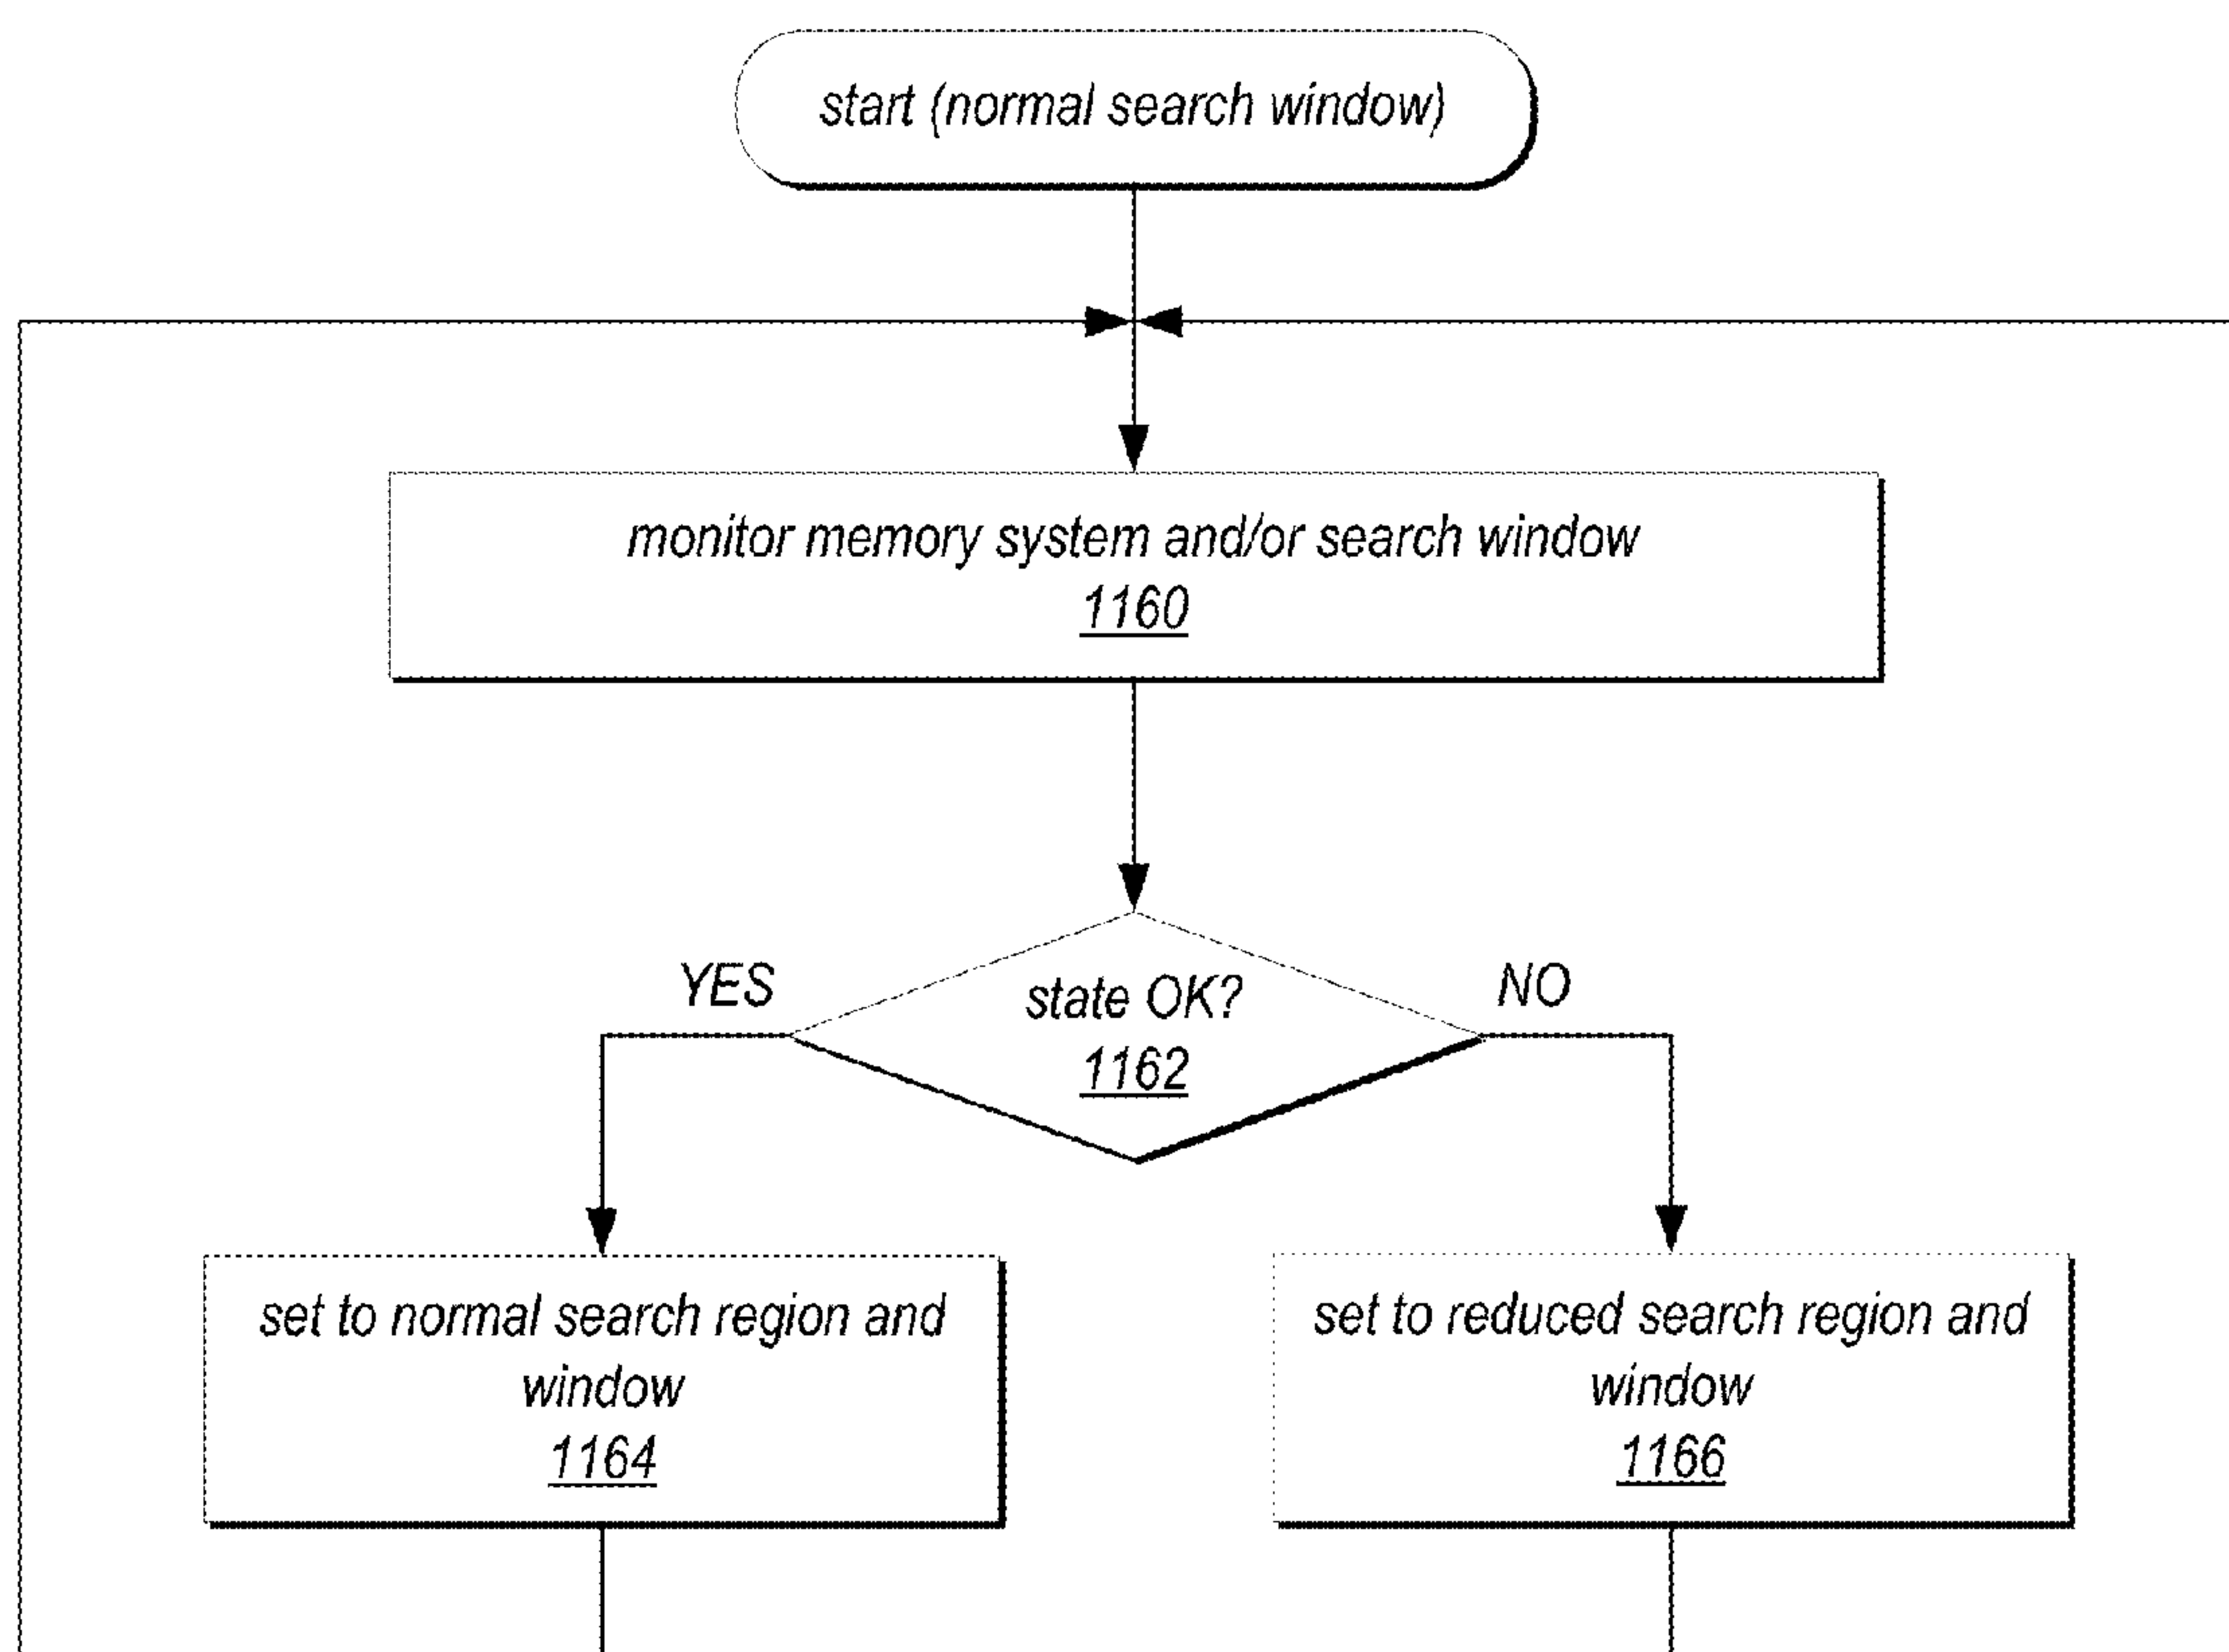 start (normal search window)
monitor memory system and/or search window
1160
YES
NO
state OK?
1162
set to normal search region and
window
1164
set to reduced search region and
window
1166